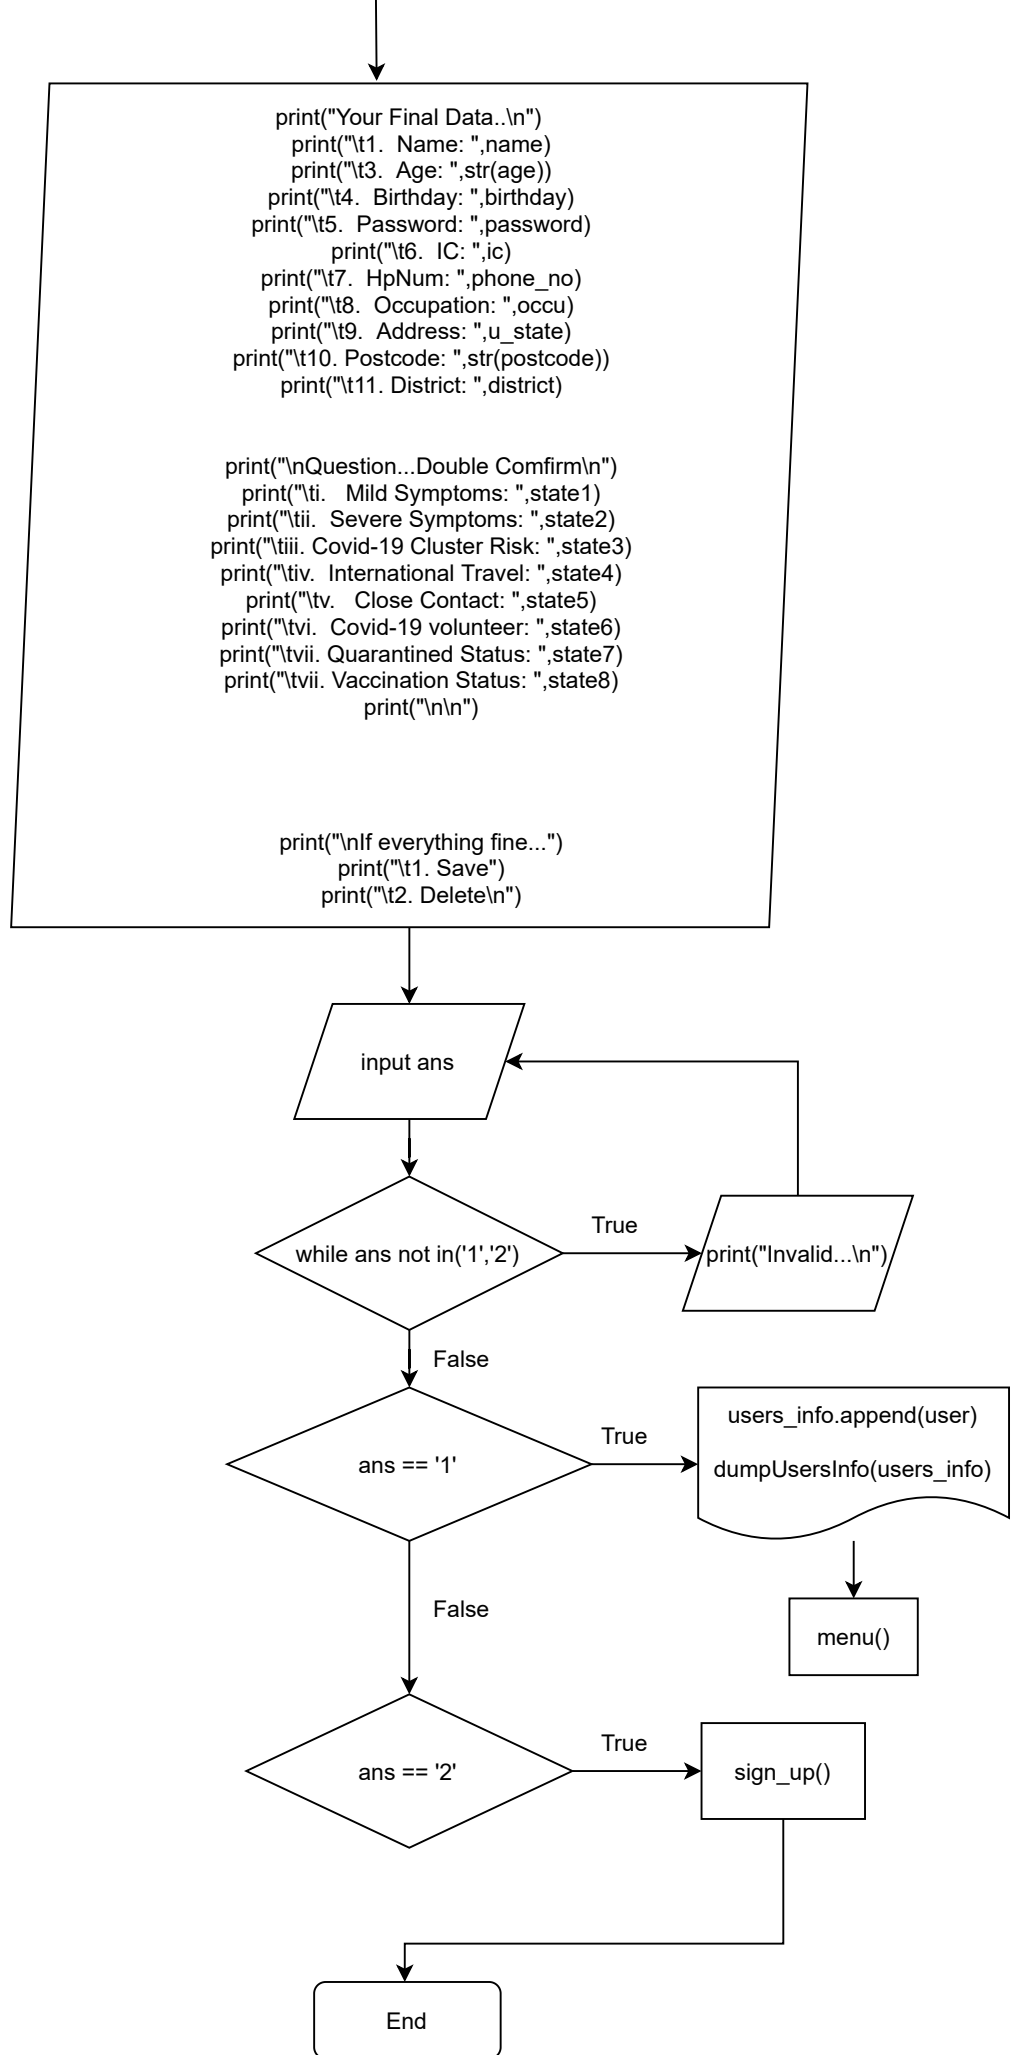 print("Your Final Data..\n")
print("\t1.  Name: ",name)
print("\t3.  Age: ",str(age))
print("\t4.  Birthday: ",birthday)
print("\t5.  Password: ",password)
print("\t6.  IC: ",ic)
print("\t7.  HpNum: ",phone_no)
print("\t8.  Occupation: ",occu)
print("\t9.  Address: ",u_state)
print("\t10. Postcode: ",str(postcode))
print("\t11. District: ",district)
print("\nQuestion...Double Comfirm\n")
print("\ti.   Mild Symptoms: ",state1)
print("\tii.  Severe Symptoms: ",state2)
print("\tiii. Covid-19 Cluster Risk: ",state3)
print("\tiv.  International Travel: ",state4)
print("\tv.   Close Contact: ",state5)
print("\tvi.  Covid-19 volunteer: ",state6)
print("\tvii. Quarantined Status: ",state7)
print("\tvii. Vaccination Status: ",state8)
print("\n\n")
print("\nIf everything fine...")
print("\t1. Save")
print("\t2. Delete\n")
input ans
while ans not in('1','2')
True
print("Invalid...\n")
False
ans == '1'
True
users_info.append(user)
dumpUsersInfo(users_info)
menu()
False
ans == '2'
True
sign_up()
End